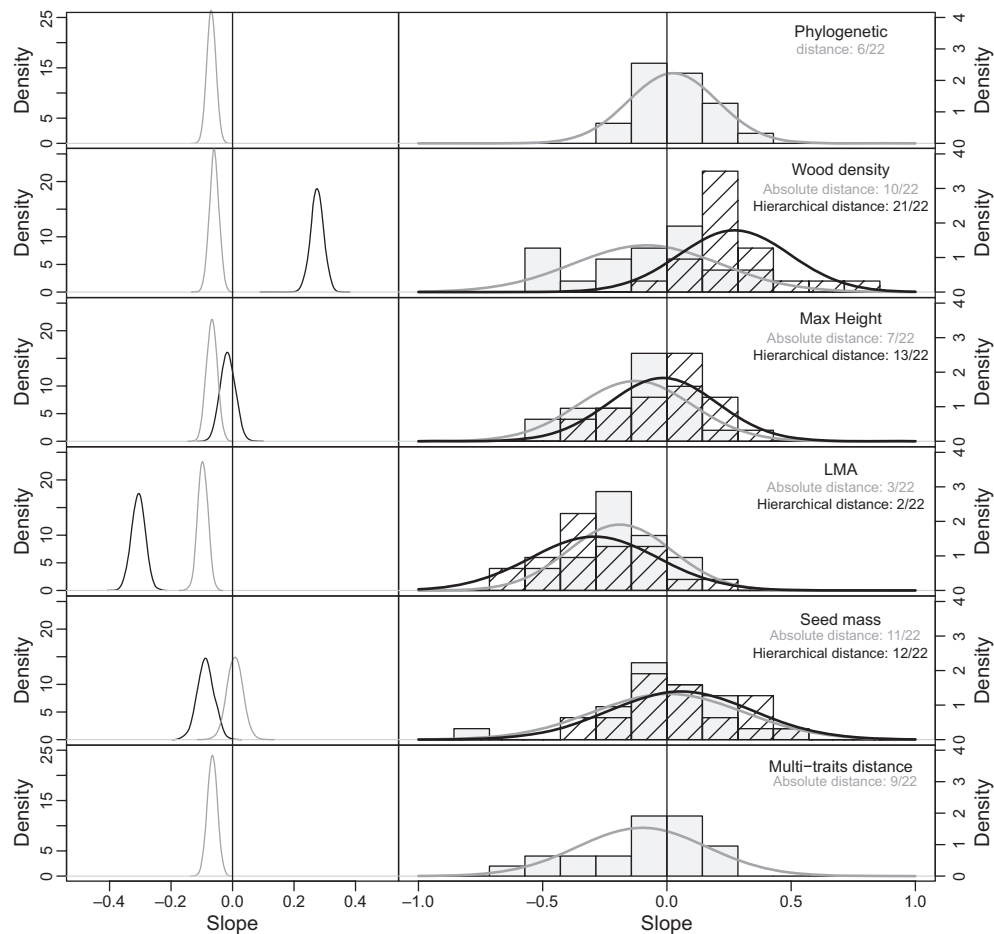 Phylogenetic
distance: 6/22
Density
0 5 15 25
0 1 2 3 4
Density
Wood density
Absolute distance: 10/22
Hierarchical distance: 21/22
Density
0 5 10 20
0 1 2 3 4
Density
Max Height
Absolute distance: 7/22
Hierarchical distance: 13/22
Density
0 5 10 20
0 1 2 3 4
Density
LMA
Absolute distance: 3/22
Hierarchical distance: 2/22
Density
0 5 10 20
0 1 2 3 4
Density
Seed mass
Absolute distance: 11/22
Hierarchical distance: 12/22
Density
0 5 10 20
0 1 2 3 4
Density
Multi−traits distance
Absolute distance: 9/22
Density
0 5 15 25
0 1 2 3 4
Density
−0.4 −0.2 0.0 0.2 0.4
−1.0 −0.5 0.0 0.5 1.0
Slope
Slope